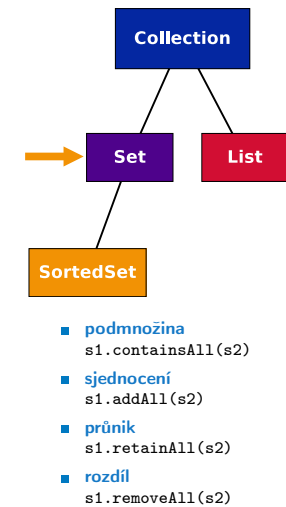 Collection
Set
List
SortedSet
podmnožina
s1.containsAll(s2)
sjednocení
s1.addAll(s2)
průnik
s1.retainAll(s2)
rozdíl
s1.removeAll(s2)